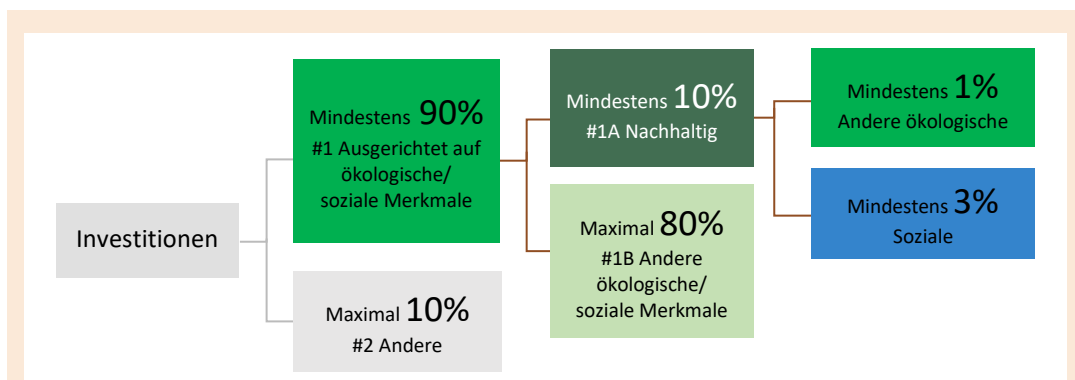 Investitionen
Mindestens 90%
#1 Ausgerichtet auf
ökologische/
soziale Merkmale
Maximal 10%
#2 Andere
Mindestens 10%
#1A Nachhaltig
Maximal 80%
#1B Andere
ökologische/
soziale Merkmale
Mindestens 1%
Andere ökologische
Mindestens 3%
Soziale